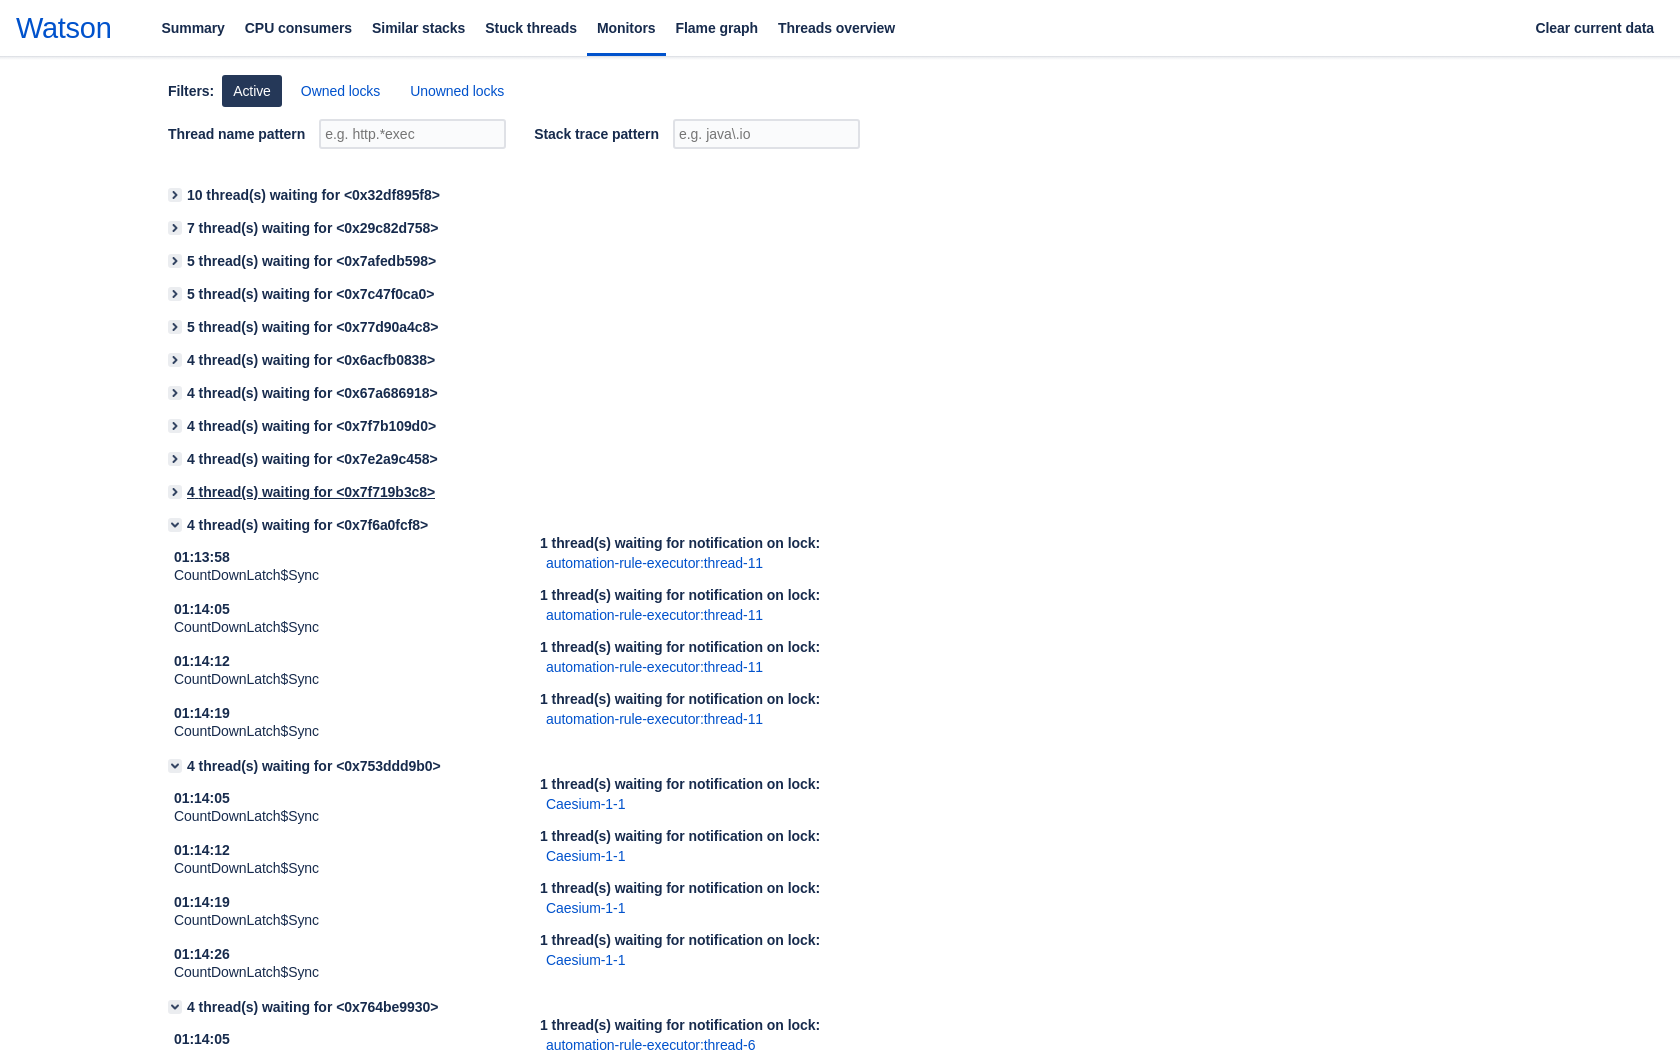 Watson Summary CPU consumers Similar stacks Stuck threads Monitors Flame graph Threads overview Clear current data
Filters: Active Owned locks Unowned locks
Thread name pattern e.g. http.*exec Stack trace pattern e.g. java\.io
10 thread(s) waiting for <0x32df895f8>
7 thread(s) waiting for <0x29c82d758>
5 thread(s) waiting for <0x7afedb598>
5 thread(s) waiting for <0x7c47f0ca0>
5 thread(s) waiting for <0x77d90a4c8>
4 thread(s) waiting for <0x6acfb0838>
4 thread(s) waiting for <0x67a686918>
4 thread(s) waiting for <0x7f7b109d0>
4 thread(s) waiting for <0x7e2a9c458>
4 thread(s) waiting for <0x7f719b3c8>
4 thread(s) waiting for <0x7f6a0fcf8>
01:13:58
CountDownLatch$Sync
1 thread(s) waiting for notification on lock:
automation-rule-executor:thread-11
01:14:05
CountDownLatch$Sync
1 thread(s) waiting for notification on lock:
automation-rule-executor:thread-11
01:14:12
CountDownLatch$Sync
1 thread(s) waiting for notification on lock:
automation-rule-executor:thread-11
01:14:19
CountDownLatch$Sync
1 thread(s) waiting for notification on lock:
automation-rule-executor:thread-11
4 thread(s) waiting for <0x753ddd9b0>
01:14:05
CountDownLatch$Sync
1 thread(s) waiting for notification on lock:
Caesium-1-1
01:14:12
CountDownLatch$Sync
1 thread(s) waiting for notification on lock:
Caesium-1-1
01:14:19
CountDownLatch$Sync
1 thread(s) waiting for notification on lock:
Caesium-1-1
01:14:26
CountDownLatch$Sync
1 thread(s) waiting for notification on lock:
Caesium-1-1
4 thread(s) waiting for <0x764be9930>
01:14:05
1 thread(s) waiting for notification on lock:
automation-rule-executor:thread-6